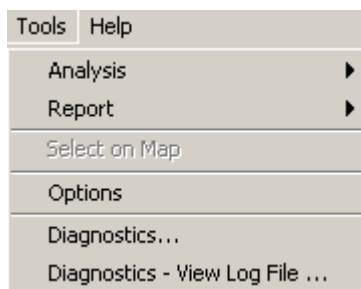 Tools Help
Analysis
Report
Select on Map
Options
Diagnostics...
Diagnostics - View Log File ...